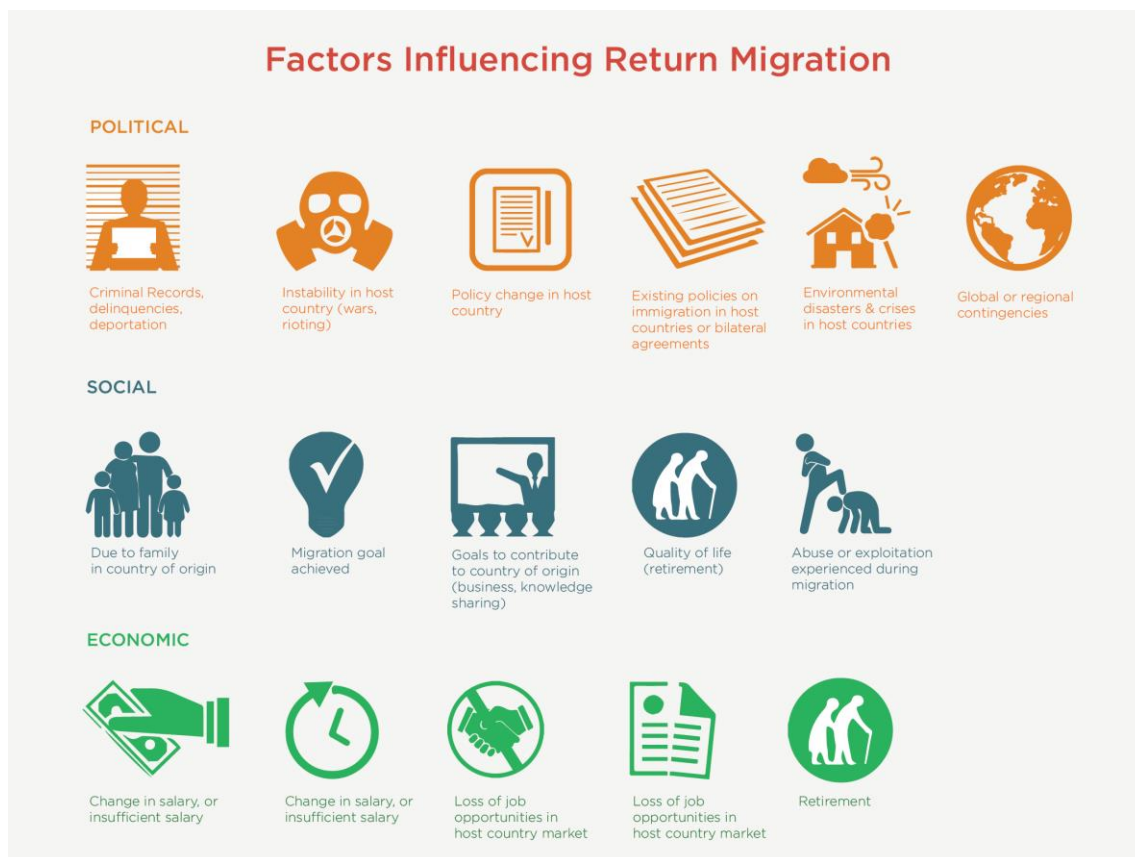 Factors Influencing Return Migration
POLITICAL
Criminal Records,
delinquencies,
deportation
Instability in host
country (wars,
rioting)
Policy change in host
country
Existing policies on
immigration in host
countries or bilateral
agreements
Environmental
disasters & crises
in host countries
Global or regional
contingencies
SOCIAL
Due to family
in country of origin
Migration goal
achieved
Goals to contribute
to country of origin
(business, knowledge
sharing)
Quality of life
(retirement)
Abuse or exploitation
experienced during
migration
ECONOMIC
Change in salary, or
insufficient salary
Change in salary, or
insufficient salary
Loss of job
opportunities in
host country market
Loss of job
opportunities in
host country market
Retirement